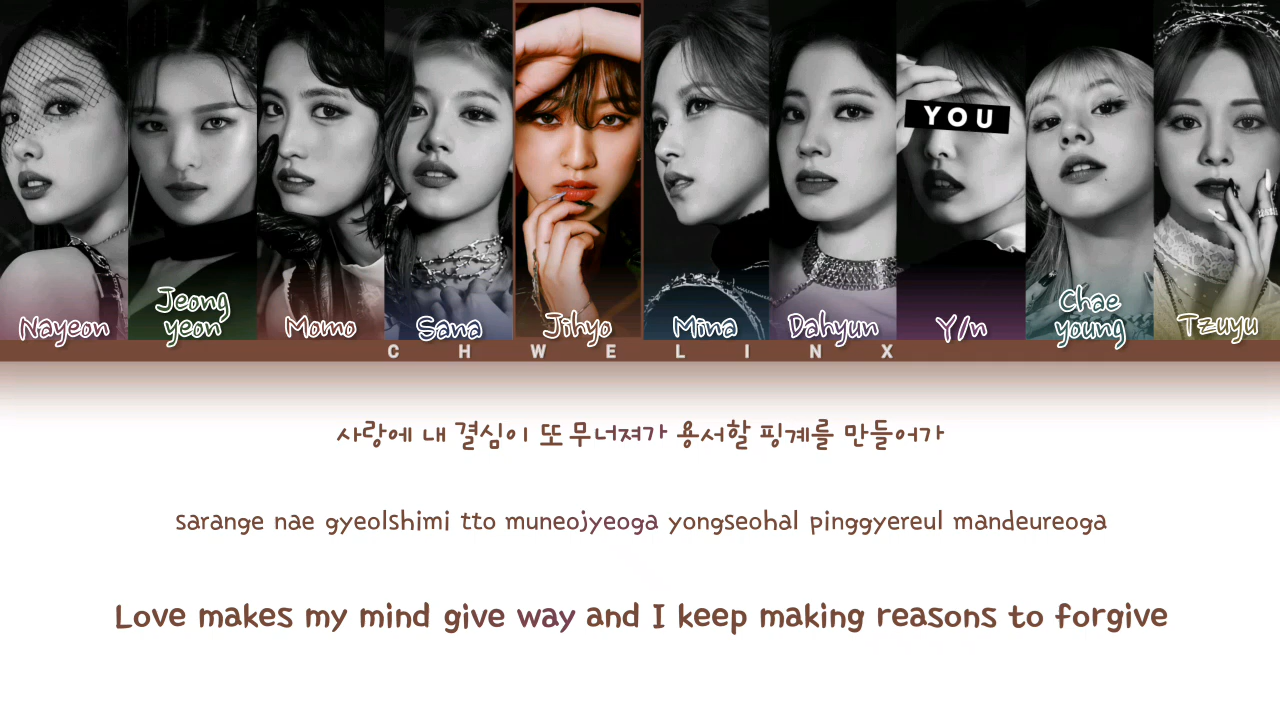 YOU
Nayeon
Jeong
yeon
Momo
Sana
Jihyo
Mina
Dahyun
Y/n
Chae
young
Tzuyu
CHWELINX
사랑에 내 결심이 또 무너져가 용서할 핑계를 만들어가
sarange nae gyeolshimi tto muneojyeoga yongseohal pinggyereul mandeureoga
Love makes my mind give way and I keep making reasons to forgive